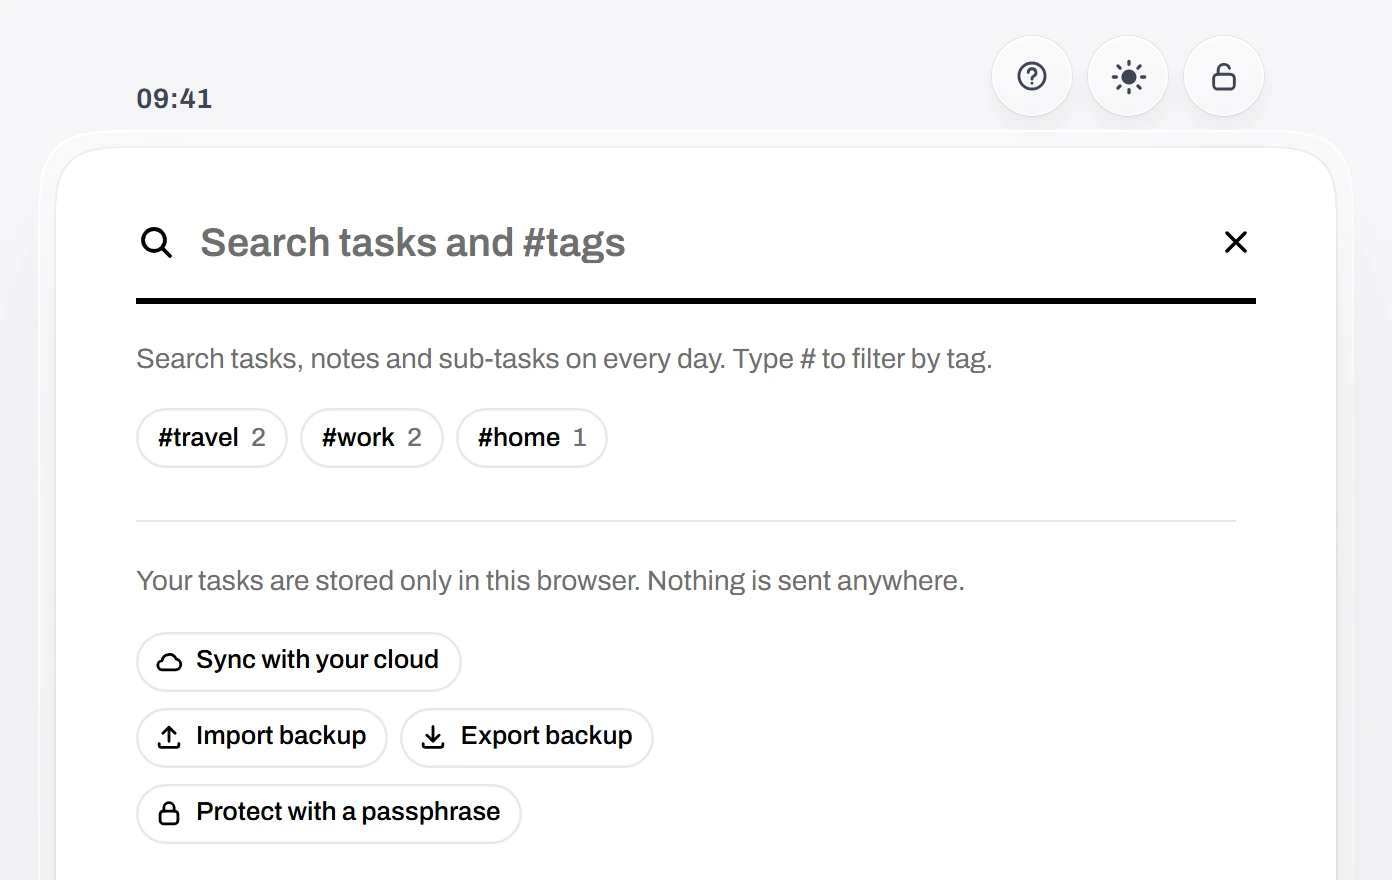 09:41
Search tasks and #tags
Search tasks, notes and sub-tasks on every day. Type # to filter by tag.
#travel 2 #work 2 #home 1
Your tasks are stored only in this browser. Nothing is sent anywhere.
Sync with your cloud
Import backup Export backup
Protect with a passphrase